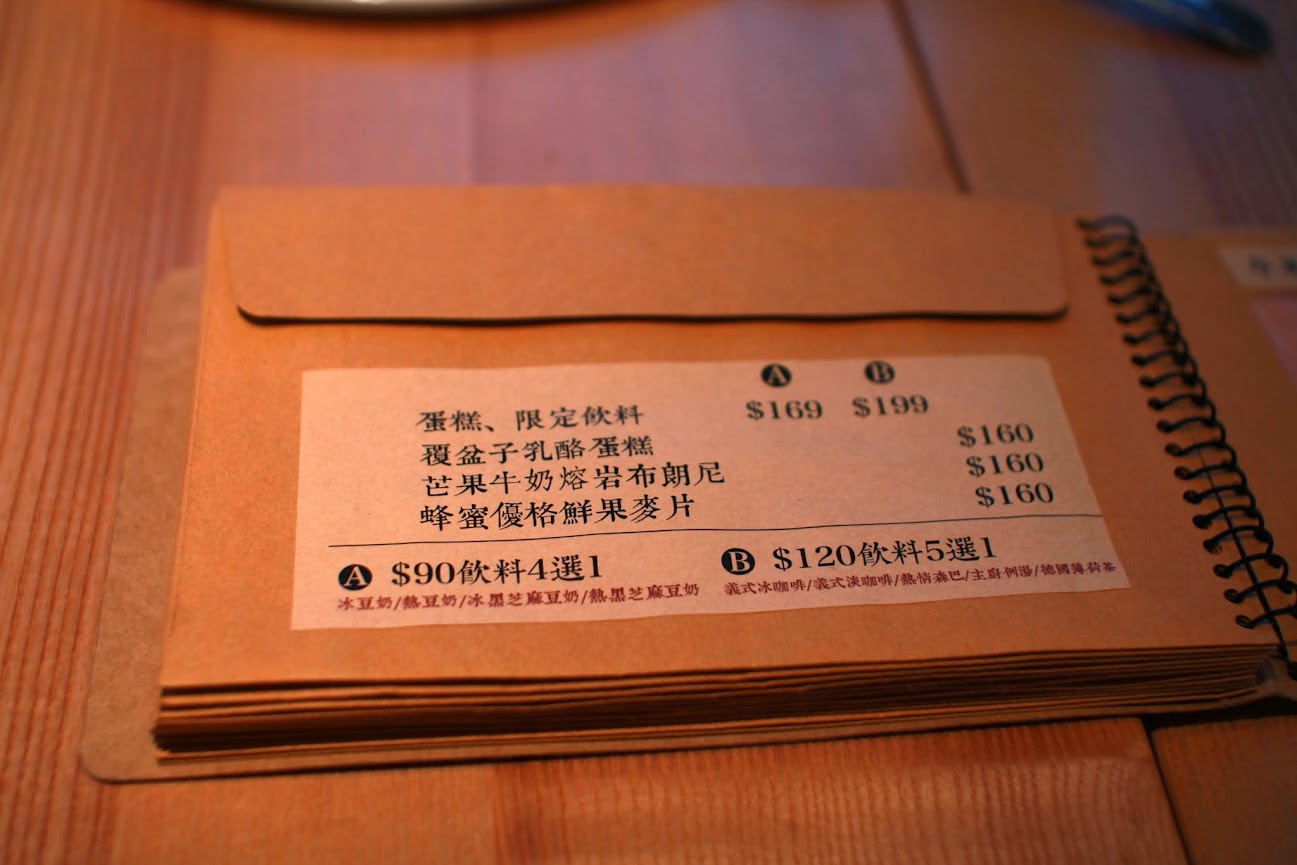 A B
蛋糕、限定飲料 $169 $199
覆盆子乳酪蛋糕 $160
芒果牛奶熔岩布朗尼 $160
蜂蜜優格鮮果麥片 $160
A $90飲料4選1
冰豆奶/熱豆奶/冰黑芝麻豆奶/熱黑芝麻豆奶
B $120飲料5選1
義式冰咖啡/義式淡咖啡/熱情森巴/主廚例湯/德國薄荷茶